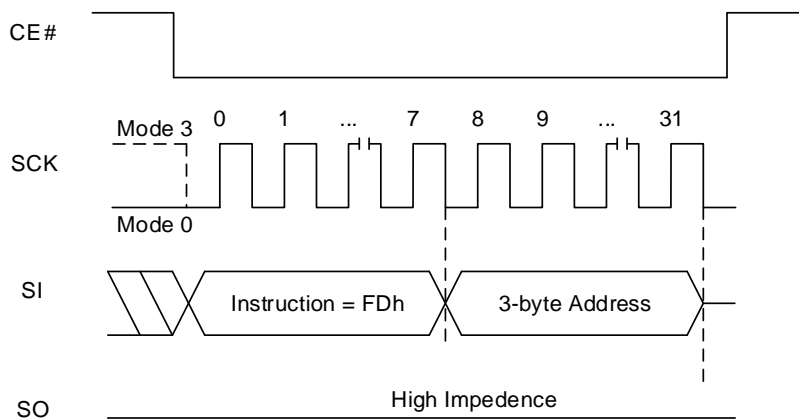 CE#
Mode 3
0 1 ... 7 8 9 ... 31
SCK
Mode 0
SI
Instruction = FDh
3-byte Address
High Impedence
SO